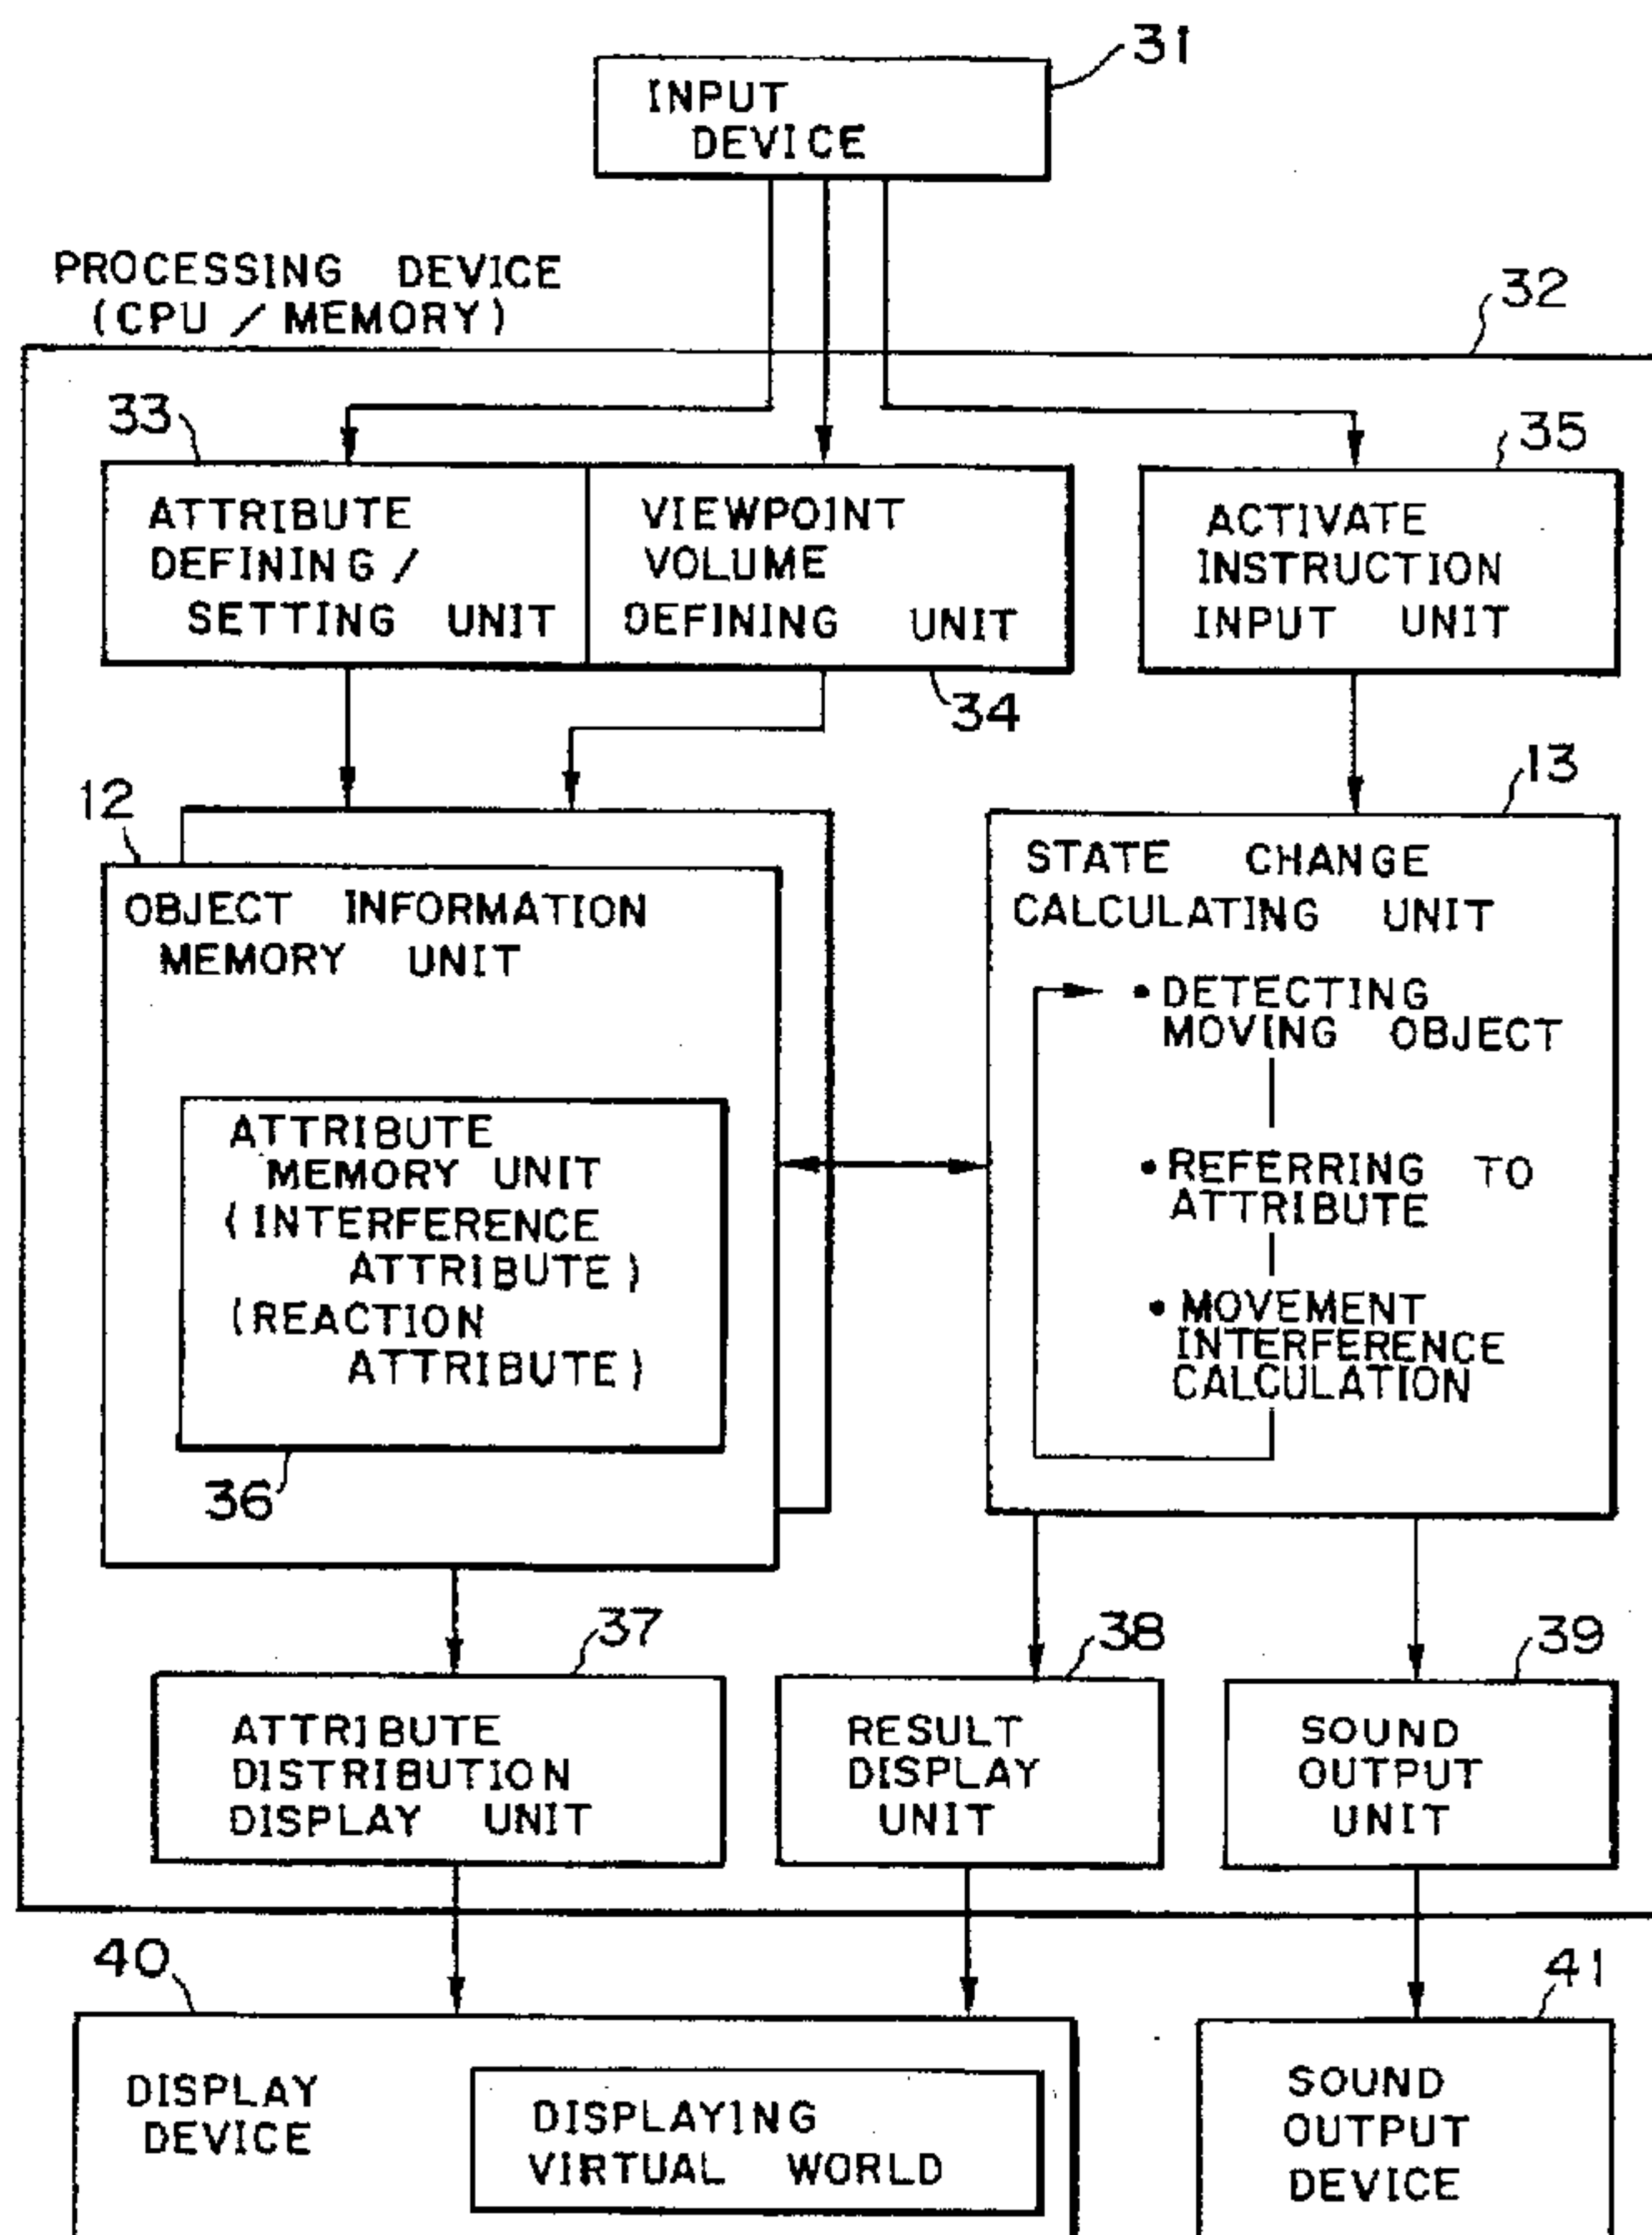 31
INPUT
DEVICE
PROCESSING DEVICE
(CPU / MEMORY)
32
33
35
ATTRIBUTE
DEFINING /
SETTING UNIT
VIEWPOINT
VOLUME
DEFINING UNIT
ACTIVATE
INSTRUCTION
INPUT UNIT
34
12
13
OBJECT INFORMATION
MEMORY UNIT
ATTRIBUTE
MEMORY UNIT
(INTERFERENCE
ATTRIBUTE)
(REACTION
ATTRIBUTE)
36
STATE CHANGE
CALCULATING UNIT
• DETECTING
MOVING OBJECT
• REFERRING TO
ATTRIBUTE
• MOVEMENT
INTERFERENCE
CALCULATION
37
38
39
ATTRIBUTE
DISTRIBUTION
DISPLAY UNIT
RESULT
DISPLAY
UNIT
SOUND
OUTPUT
UNIT
40
41
DISPLAY
DEVICE
DISPLAYING
VIRTUAL WORLD
SOUND
OUTPUT
DEVICE